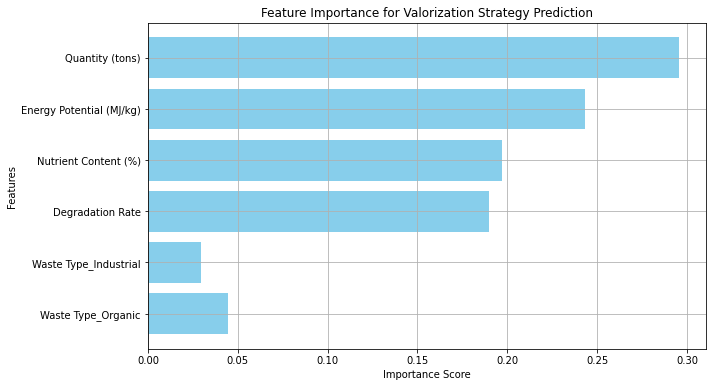 Feature Importance for Valorization Strategy Prediction
Quantity (tons)
Energy Potential (MJ/kg)
Nutrient Content (%)
Degradation Rate
Waste Type_Industrial
Waste Type_Organic
Features
0.00 0.05 0.10 0.15 0.20 0.25 0.30
Importance Score